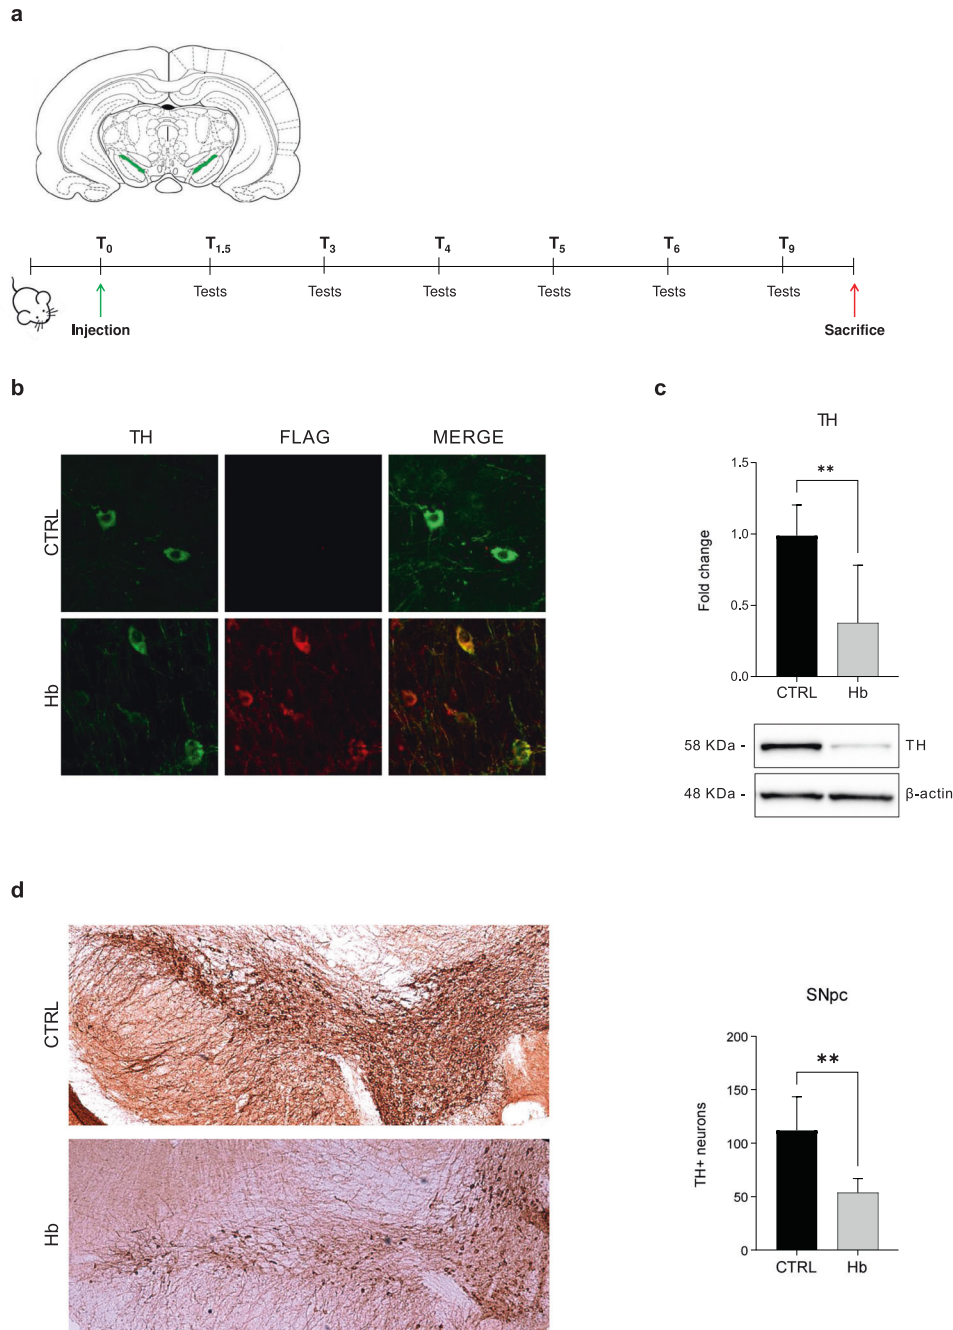 a
T0 T1.5 T3 T4 T5 T6 T9
Tests Tests Tests Tests Tests Tests
Injection Sacrifice
b
TH FLAG MERGE
CTRL
Hb
c
TH
Fold change
1.5
**
1.0
0.5
0.0
CTRL Hb
58 KDa - TH
48 KDa - β-actin
d
CTRL
Hb
SNpc
TH+ neurons
200
**
150
100
50
0
CTRL Hb